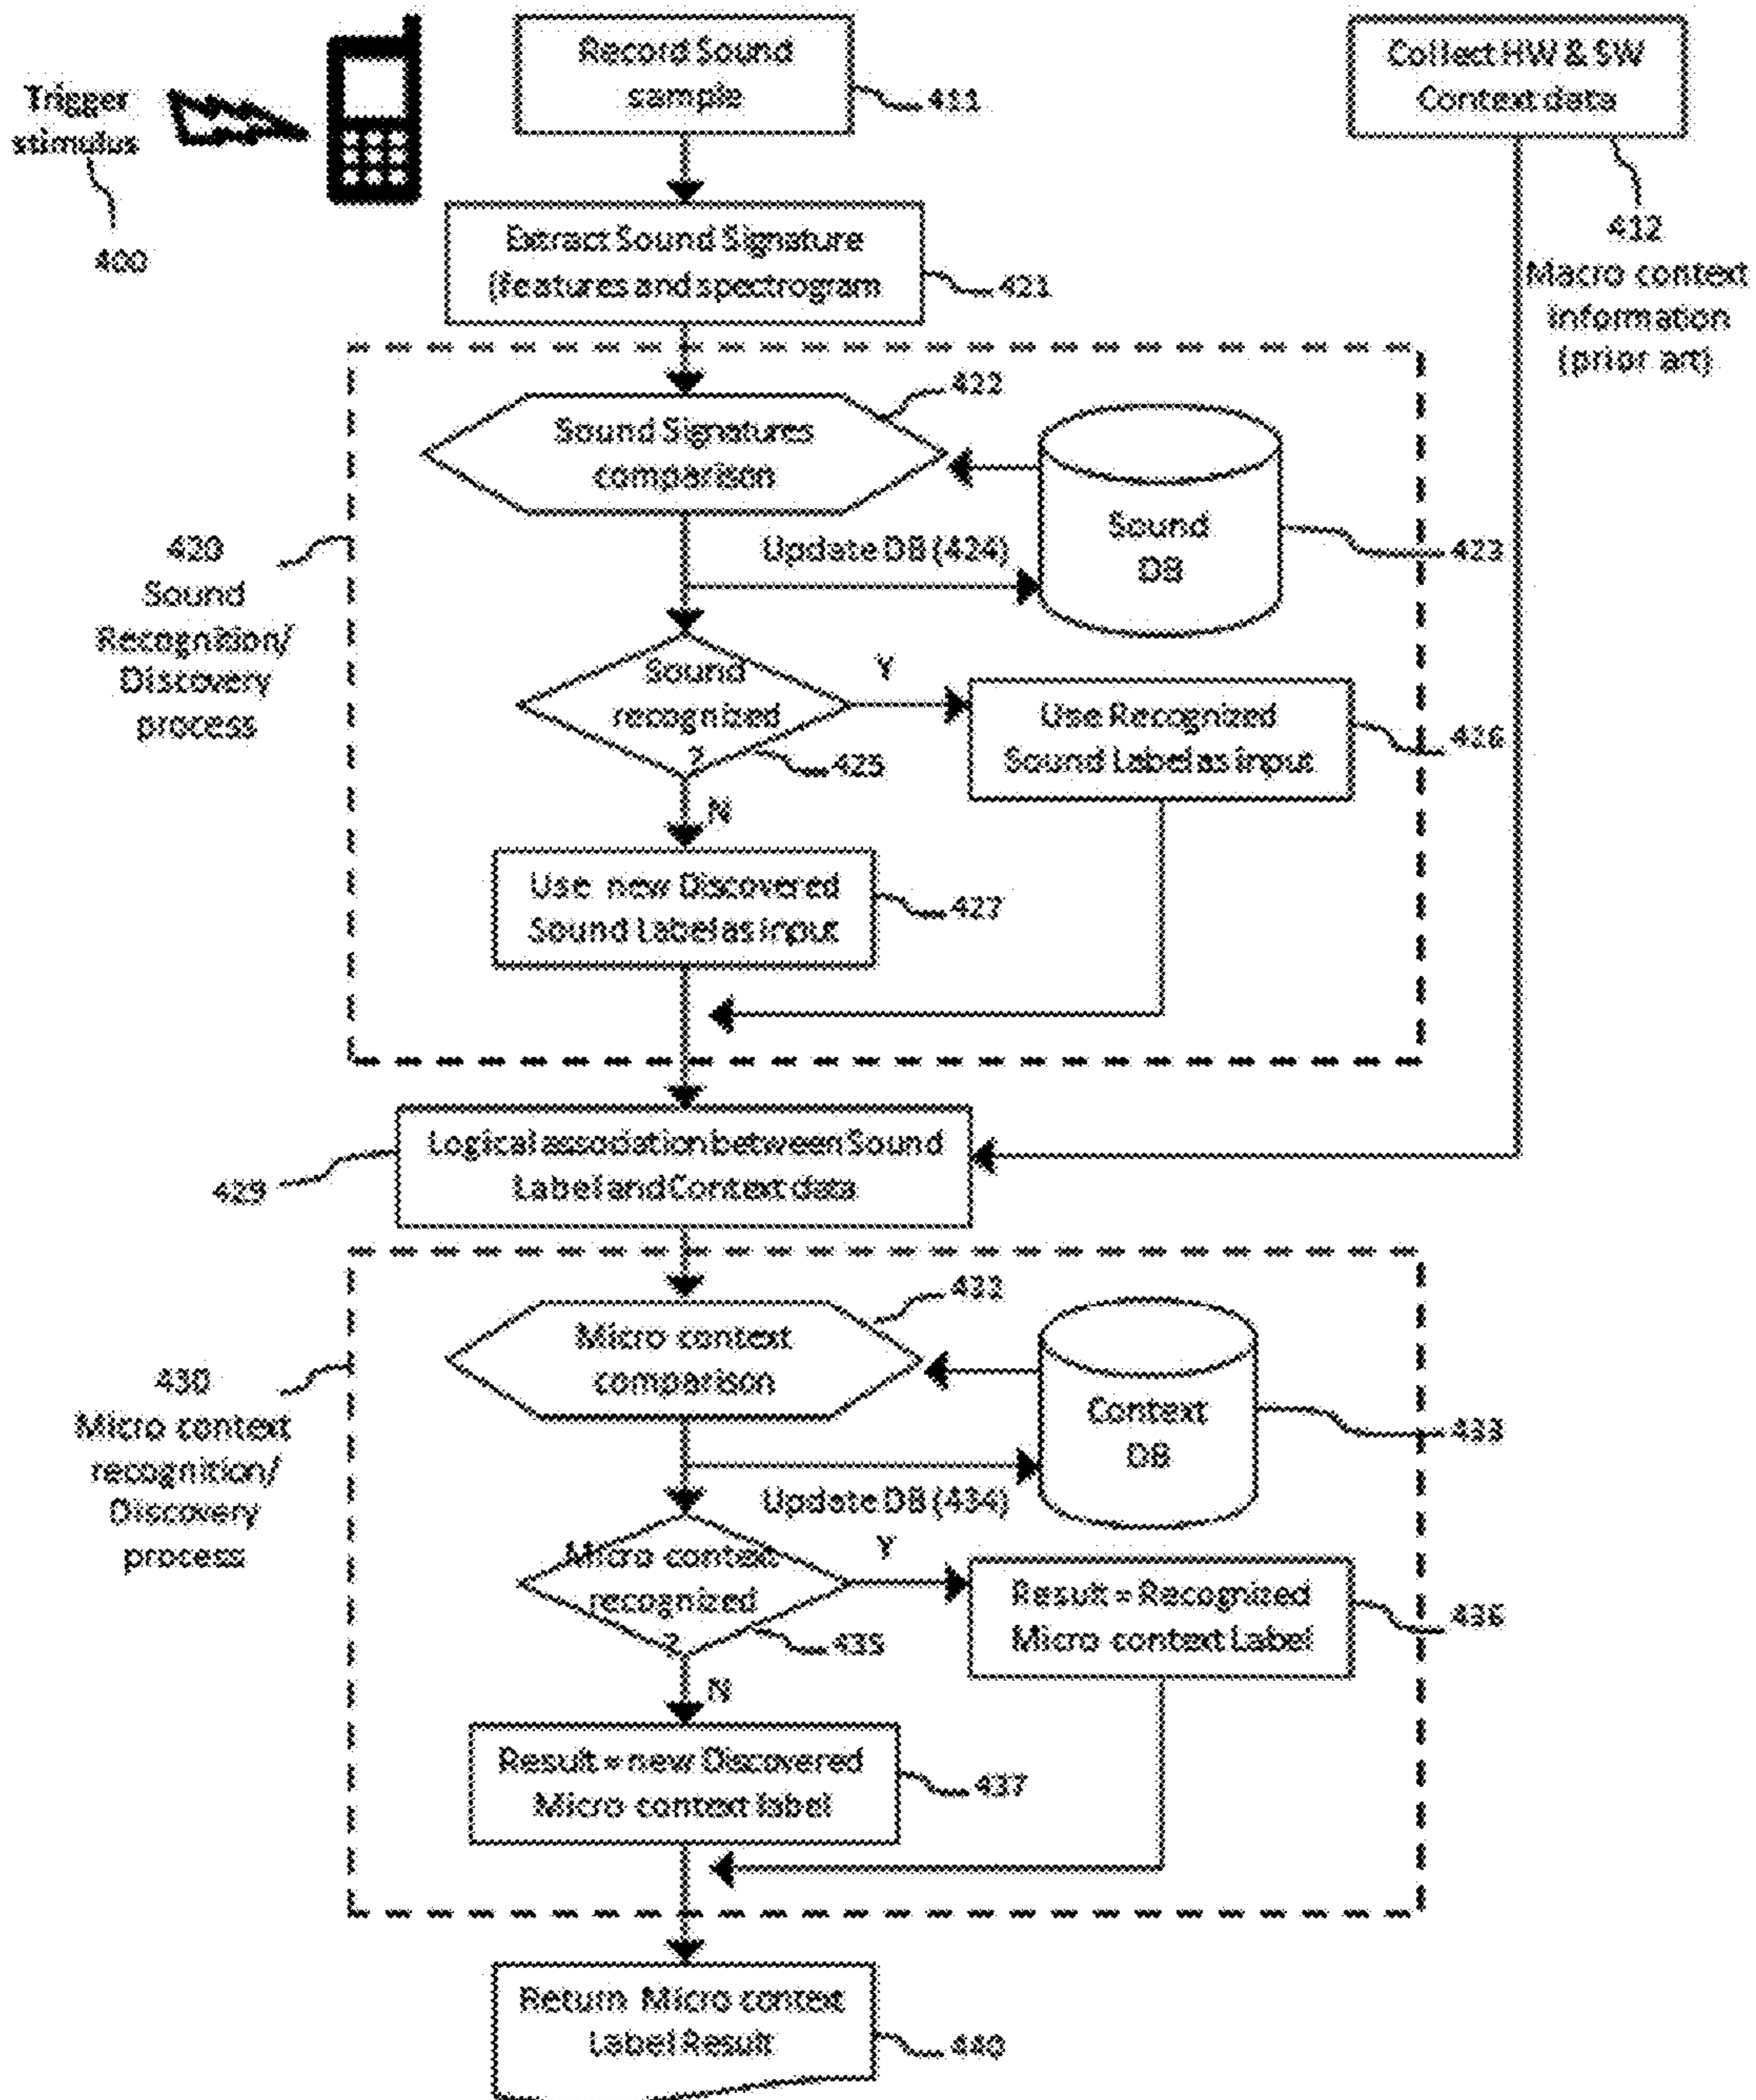 Trigger
stimulus
400
Record Sound
sample
411
Collect HW & SW
Context data
412
Macro context
information
(prior art)
Extract Sound Signature
(features and spectrogram
421
420
Sound
Recognition/
Discovery
process
Sound Signatures
comparison
422
Sound
DB
423
Update DB (424)
Sound
recognized
?
425
Y
N
Use Recognized
Sound Label as input
426
Use new Discovered
Sound Label as input
427
Logical association between Sound
Label and Context data
429
430
Micro context
recognition/
Discovery
process
Micro context
comparison
432
Context
DB
433
Update DB (434)
Micro context
recognized
?
435
Y
N
Result = Recognized
Micro context Label
436
Result = new Discovered
Micro context label
437
Return Micro context
Label Result
440